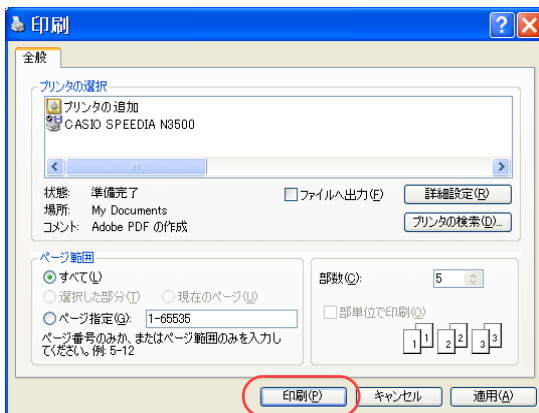 印刷
全般
プリンタの選択
プリンタの追加
CASIO SPEEDIA N3500
状態: 準備完了
場所: My Documents
コメント: Adobe PDF の作成
ファイルへ出力(F)
詳細設定(R)
プリンタの検索(D)...
ページ範囲
すべて(L)
選択した部分(T) 現在のページ(U)
ページ指定(G): 1-65535
ページ番号のみか、またはページ範囲のみを入力し
てください。例: 5-12
部数(C): 5
部単位で印刷(O)
1 1 2 2 3 3
印刷(P) キャンセル 適用(A)